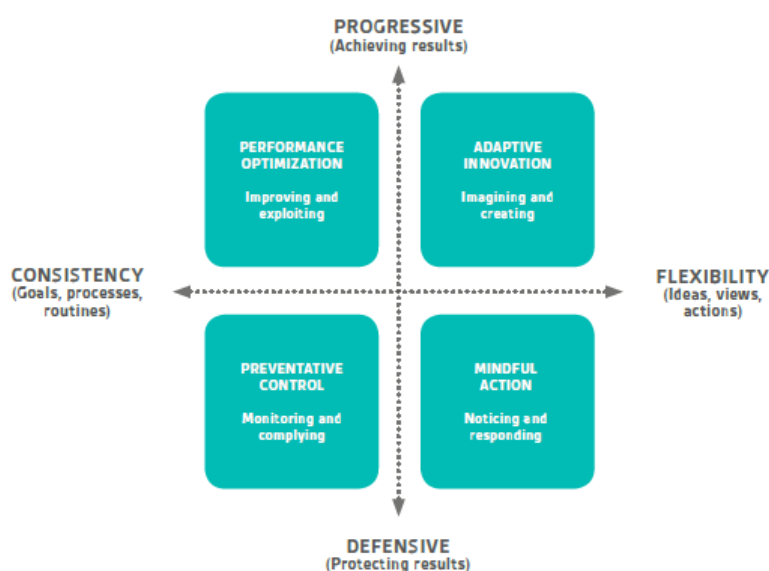 PROGRESSIVE
(Achieving results)
PERFORMANCE
OPTIMIZATION
Improving and
exploiting
ADAPTIVE
INNOVATION
Imagining and
creating
CONSISTENCY
(Goals, processes,
routines)
FLEXIBILITY
(Ideas, views,
actions)
PREVENTATIVE
CONTROL
Monitoring and
complying
MINDFUL
ACTION
Noticing and
responding
DEFENSIVE
(Protecting results)